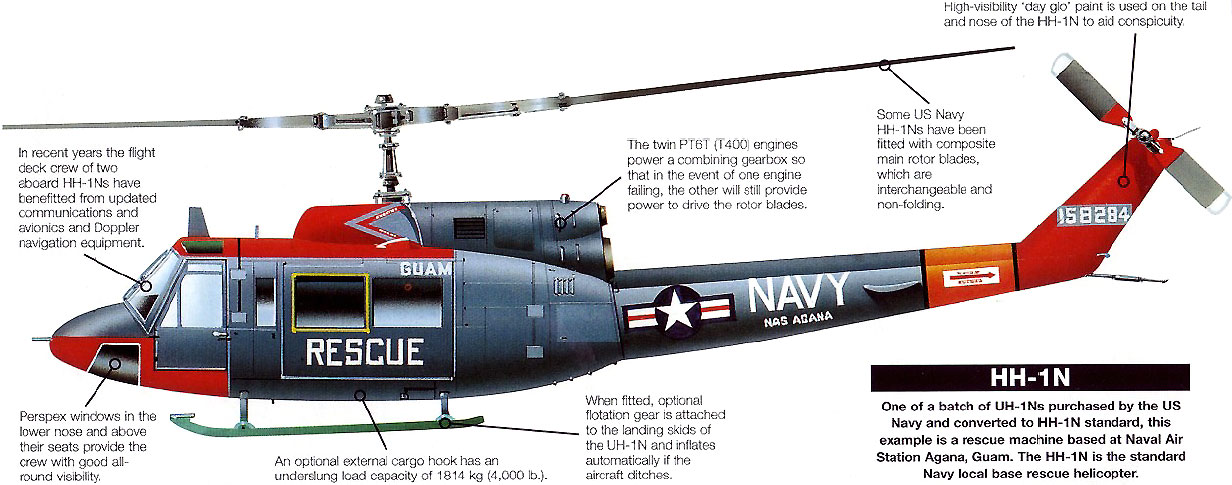 High-visibility 'day glo' paint is used on the tail
and nose of the HH-1N to aid conspicuity.
Some US Navy
HH-1Ns have been
fitted with composite
main rotor blades,
which are
interchangeable and
non-folding.
The twin PT6T (T400) engines
power a combining gearbox so
that in the event of one engine
failing, the other will still provide
power to drive the rotor blades.
In recent years the flight
deck crew of two
aboard HH-1Ns have
benefitted from updated
communications and
avionics and Doppler
navigation equipment.
158284
GUAM
NAVY
NAS AGANA
RESCUE
Perspex windows in the
lower nose and above
their seats provide the
crew with good all-
round visibility.
An optional external cargo hook has an
underslung load capacity of 1814 kg (4,000 lb.).
When fitted, optional
flotation gear is attached
to the landing skids of
the UH-1N and inflates
automatically if the
aircraft ditches.
HH-1N
One of a batch of UH-1Ns purchased by the US
Navy and converted to HH-1N standard, this
example is a rescue machine based at Naval Air
Station Agana, Guam. The HH-1N is the standard
Navy local base rescue helicopter.